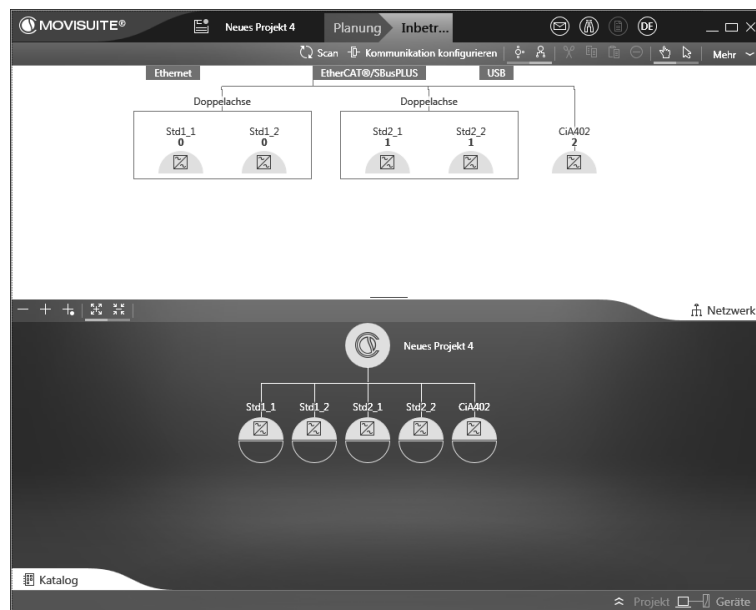 MOVISUITE® Neues Projekt 4 Planung Inbetr... DE
Scan Kommunikation konfigurieren Mehr
Ethernet EtherCAT®/SBusPLUS USB
Doppelachse Doppelachse
Std1_1 Std1_2 Std2_1 Std2_2 CiA402
0 0 1 1 2
Netzwerk
Neues Projekt 4
Std1_1 Std1_2 Std2_1 Std2_2 CiA402
Katalog
Projekt Geräte